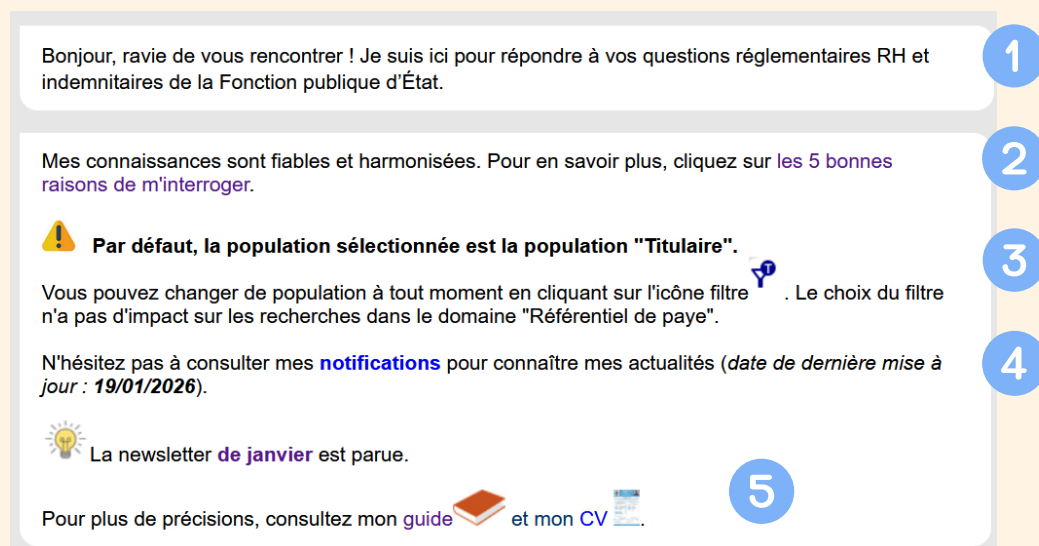 Bonjour, ravie de vous rencontrer ! Je suis ici pour répondre à vos questions réglementaires RH et
indemnitaires de la Fonction publique d’État.
1
Mes connaissances sont fiables et harmonisées. Pour en savoir plus, cliquez sur les 5 bonnes
raisons de m'interroger.
2
Par défaut, la population sélectionnée est la population "Titulaire".
3
T
Vous pouvez changer de population à tout moment en cliquant sur l'icône filtre . Le choix du filtre
n'a pas d'impact sur les recherches dans le domaine "Référentiel de paye".
N'hésitez pas à consulter mes notifications pour connaître mes actualités (date de dernière mise à
jour : 19/01/2026).
4
La newsletter de janvier est parue.
5
Pour plus de précisions, consultez mon guide et mon CV .